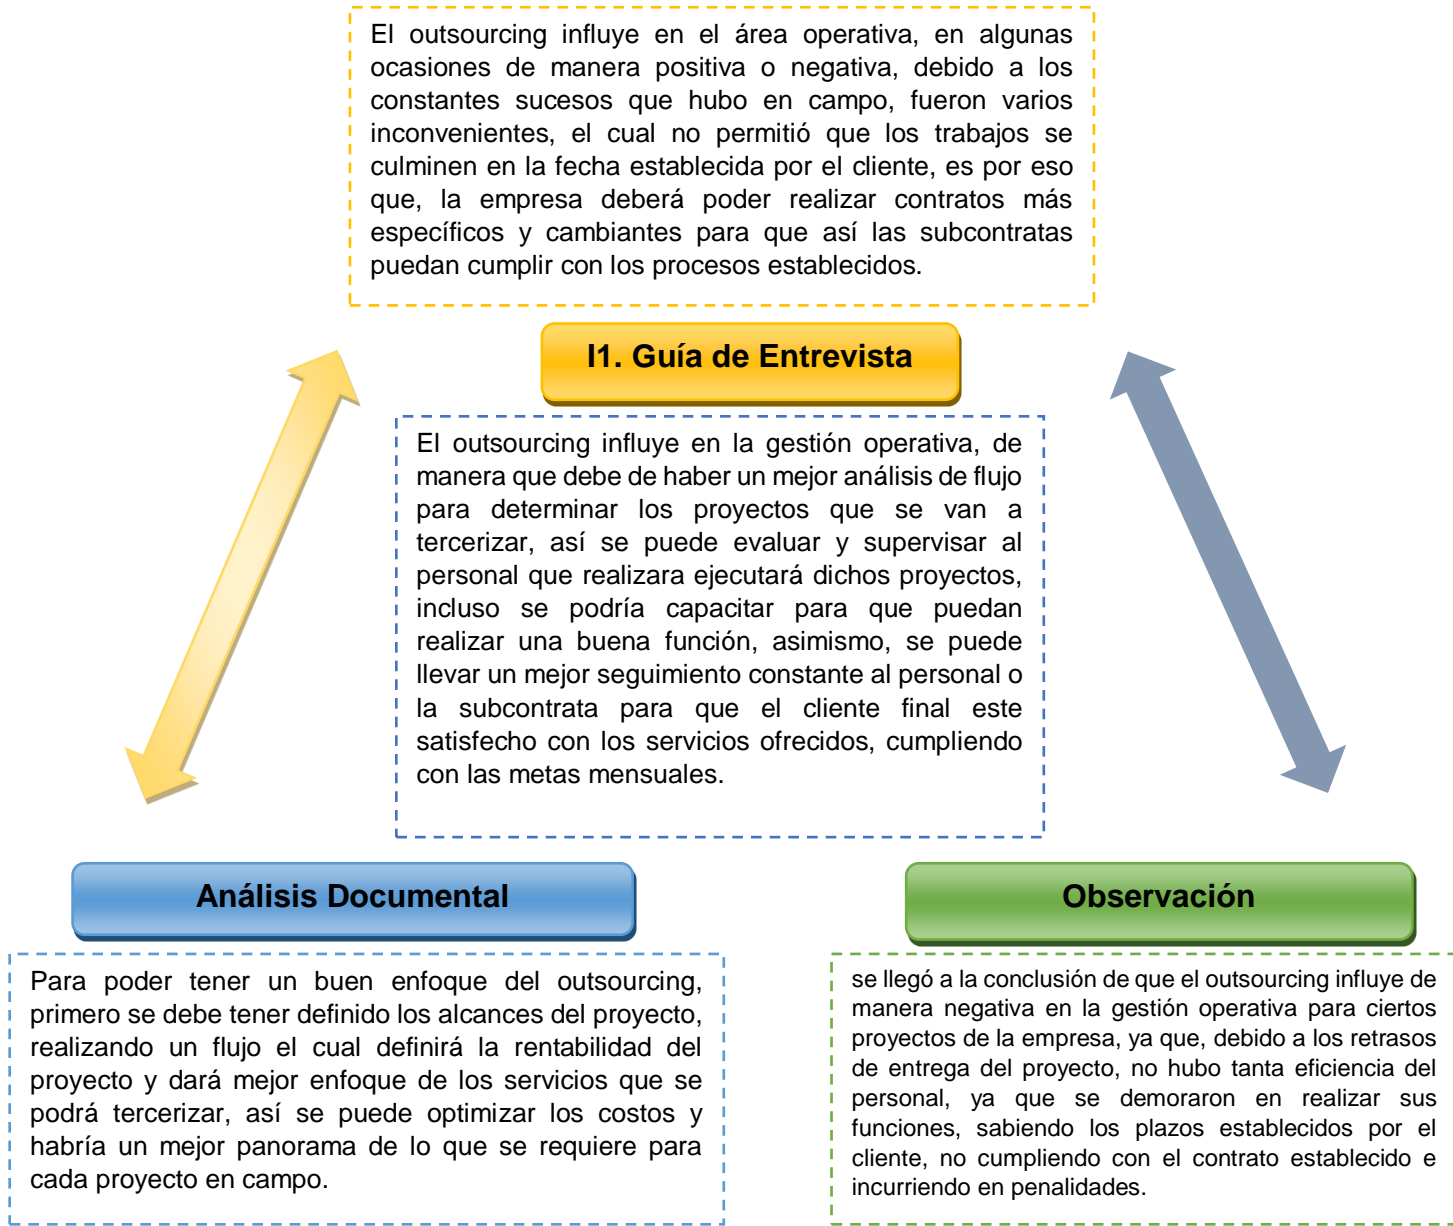 El outsourcing influye en el área operativa, en algunas
ocasiones de manera positiva o negativa, debido a los
constantes sucesos que hubo en campo, fueron varios
inconvenientes, el cual no permitió que los trabajos se
culminen en la fecha establecida por el cliente, es por eso
que, la empresa deberá poder realizar contratos más
específicos y cambiantes para que así las subcontratas
puedan cumplir con los procesos establecidos.
I1. Guía de Entrevista
El outsourcing influye en la gestión operativa, de
manera que debe de haber un mejor análisis de flujo
para determinar los proyectos que se van a
tercerizar, así se puede evaluar y supervisar al
personal que realizara ejecutará dichos proyectos,
incluso se podría capacitar para que puedan
realizar una buena función, asimismo, se puede
llevar un mejor seguimiento constante al personal o
la subcontrata para que el cliente final este
satisfecho con los servicios ofrecidos, cumpliendo
con las metas mensuales.
Análisis Documental
Para poder tener un buen enfoque del outsourcing,
primero se debe tener definido los alcances del proyecto,
realizando un flujo el cual definirá la rentabilidad del
proyecto y dará mejor enfoque de los servicios que se
podrá tercerizar, así se puede optimizar los costos y
habría un mejor panorama de lo que se requiere para
cada proyecto en campo.
Observación
se llegó a la conclusión de que el outsourcing influye de
manera negativa en la gestión operativa para ciertos
proyectos de la empresa, ya que, debido a los retrasos
de entrega del proyecto, no hubo tanta eficiencia del
personal, ya que se demoraron en realizar sus
funciones, sabiendo los plazos establecidos por el
cliente, no cumpliendo con el contrato establecido e
incurriendo en penalidades.